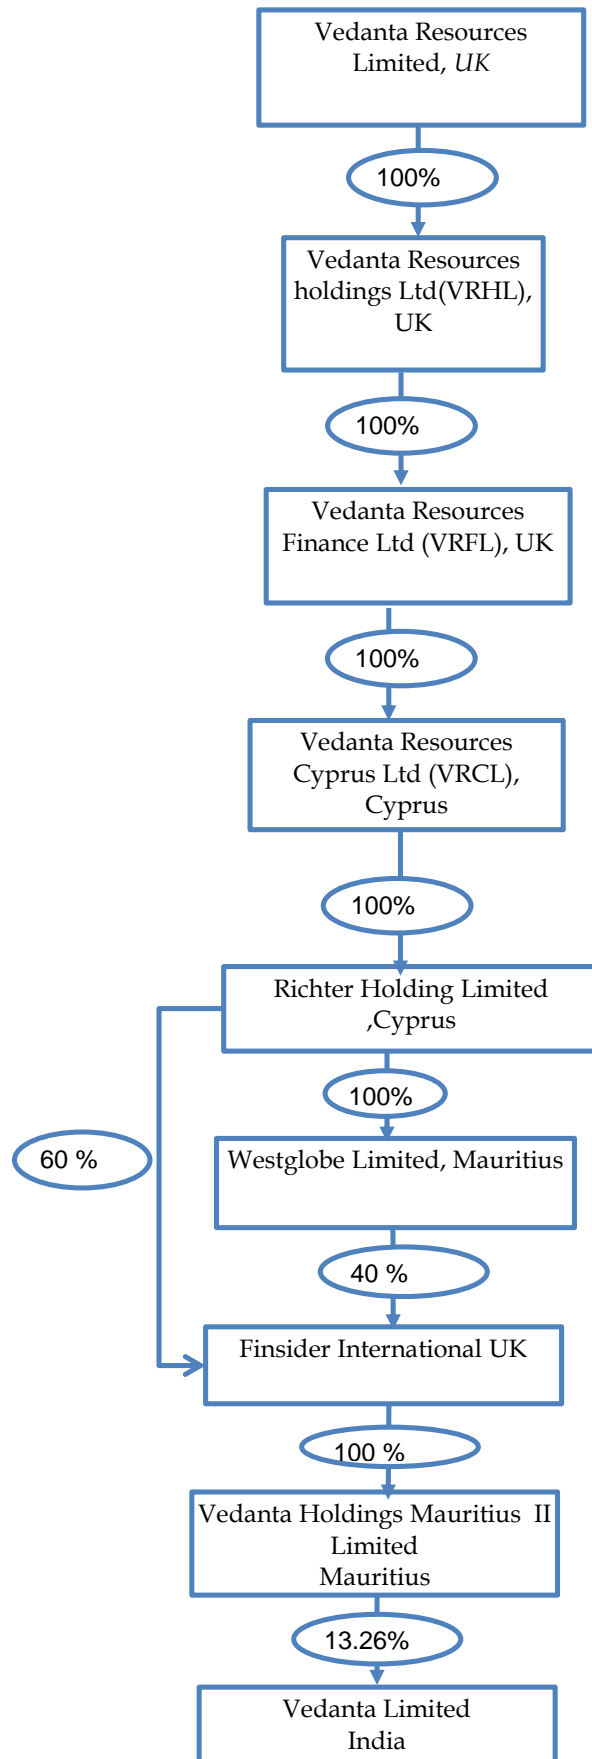 Vedanta Resources
Limited, UK
100%
Vedanta Resources
holdings Ltd(VRHL),
UK
100%
Vedanta Resources
Finance Ltd (VRFL), UK
100%
Vedanta Resources
Cyprus Ltd (VRCL),
Cyprus
100%
Richter Holding Limited
,Cyprus
100%
60 %
Westglobe Limited, Mauritius
40 %
Finsider International UK
100 %
Vedanta Holdings Mauritius II
Limited
Mauritius
13.26%
Vedanta Limited
India